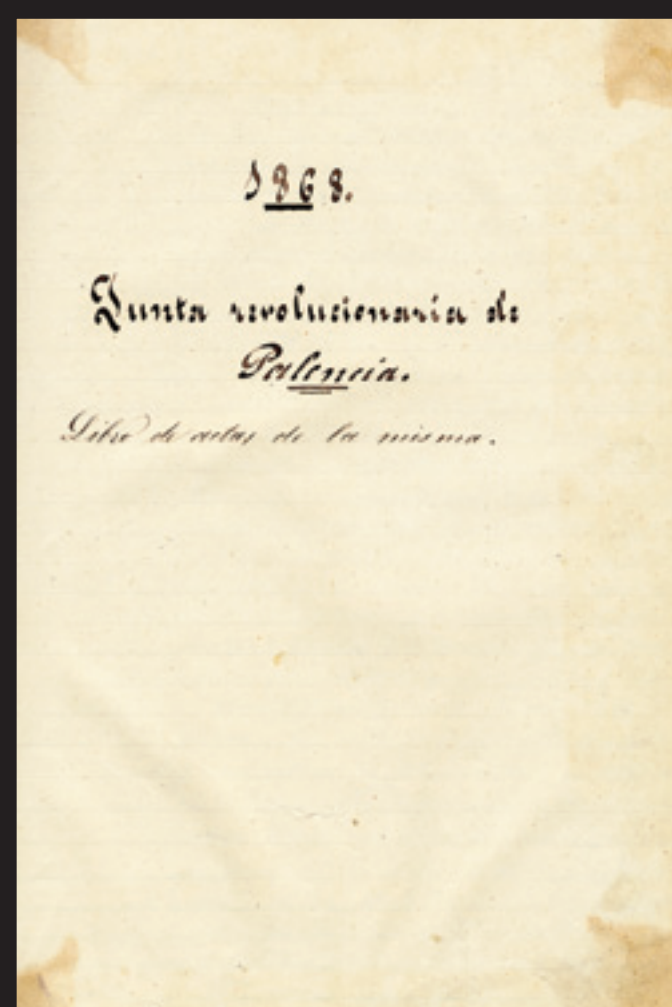 1868.
Junta revolucionaria de
Palencia.
Libro de actas de la misma.